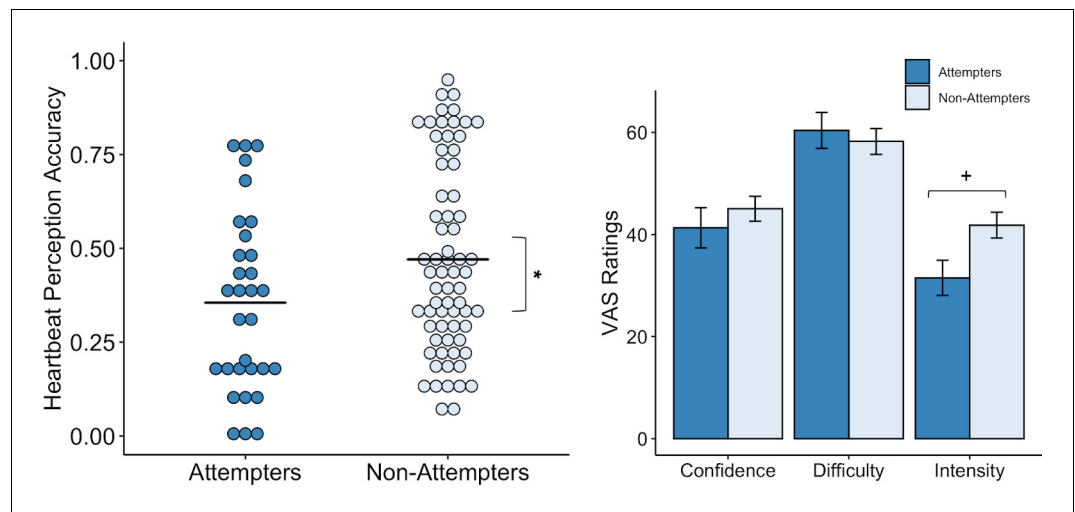 Heartbeat Perception Accuracy
1.00
0.75
0.50
0.25
0.00
*
Attempters
Non-Attempters
VAS Ratings
60
40
20
0
Attempters
Non-Attempters
+
Confidence
Difficulty
Intensity